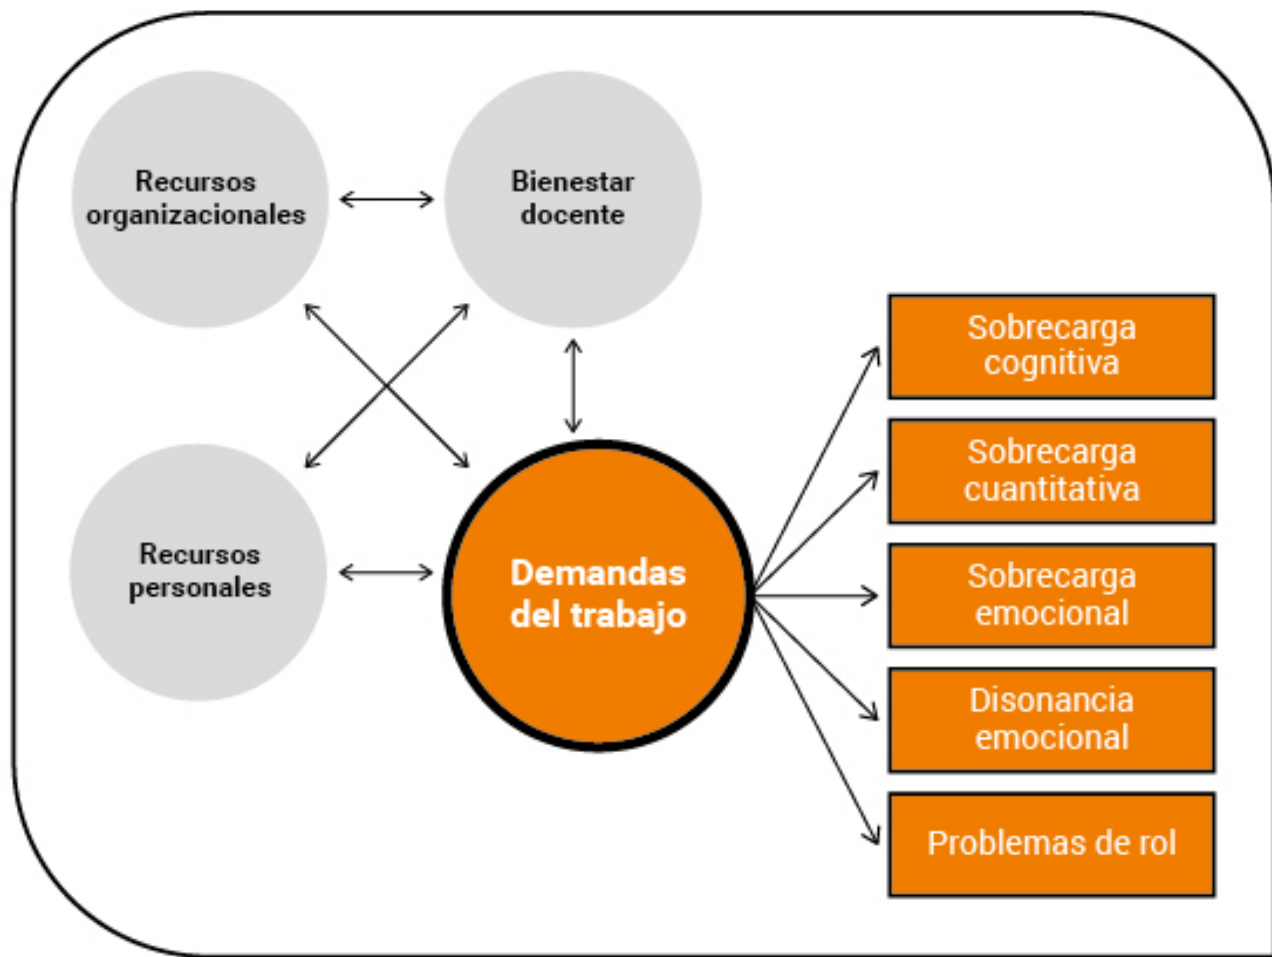 Recursos
organizacionales
Bienestar
docente
Recursos
personales
Demandas
del trabajo
Sobrecarga
cognitiva
Sobrecarga
cuantitativa
Sobrecarga
emocional
Disonancia
emocional
Problemas de rol